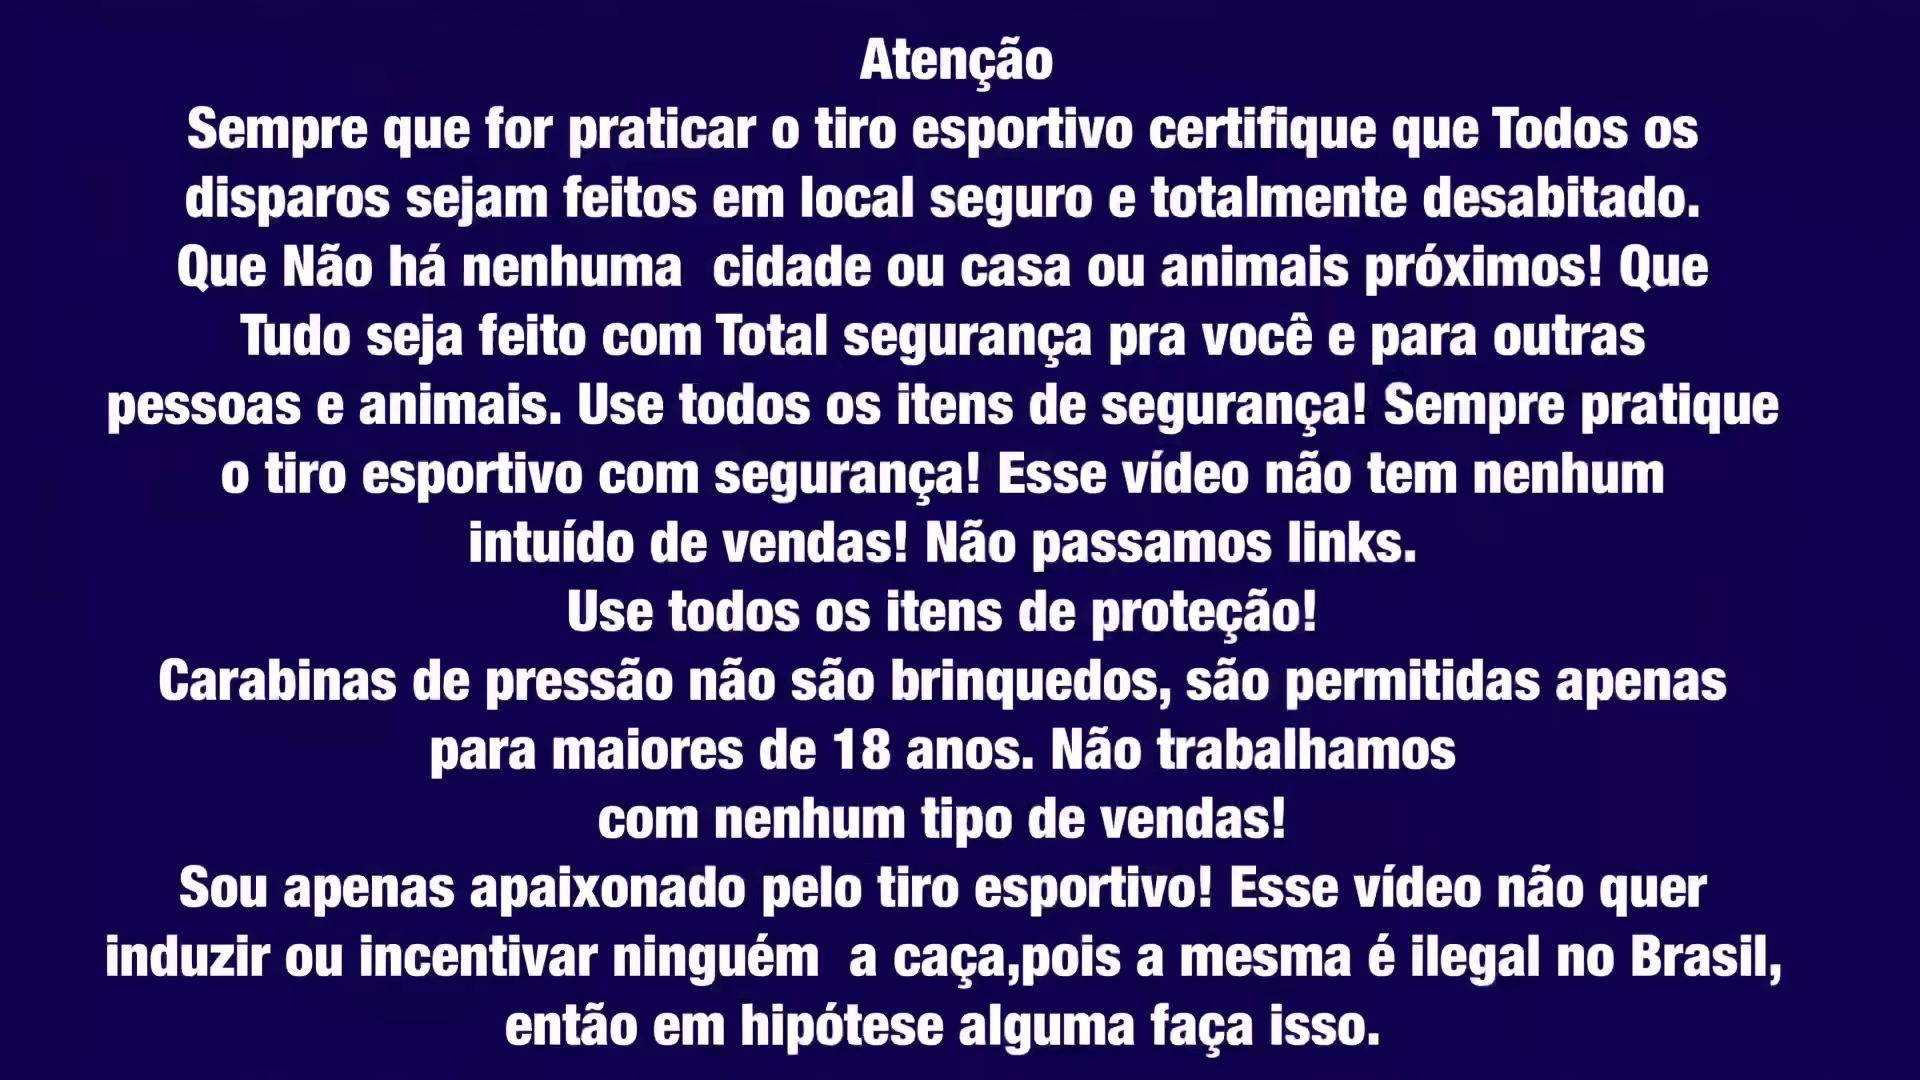 Atenção
Sempre que for praticar o tiro esportivo certifique que Todos os
disparos sejam feitos em local seguro e totalmente desabitado.
Que Não há nenhuma  cidade ou casa ou animais próximos! Que
Tudo seja feito com Total segurança pra você e para outras
pessoas e animais. Use todos os itens de segurança! Sempre pratique
o tiro esportivo com segurança! Esse vídeo não tem nenhum
intuído de vendas! Não passamos links.
Use todos os itens de proteção!
Carabinas de pressão não são brinquedos, são permitidas apenas
para maiores de 18 anos. Não trabalhamos
com nenhum tipo de vendas!
Sou apenas apaixonado pelo tiro esportivo! Esse vídeo não quer
induzir ou incentivar ninguém  a caça,pois a mesma é ilegal no Brasil,
então em hipótese alguma faça isso.